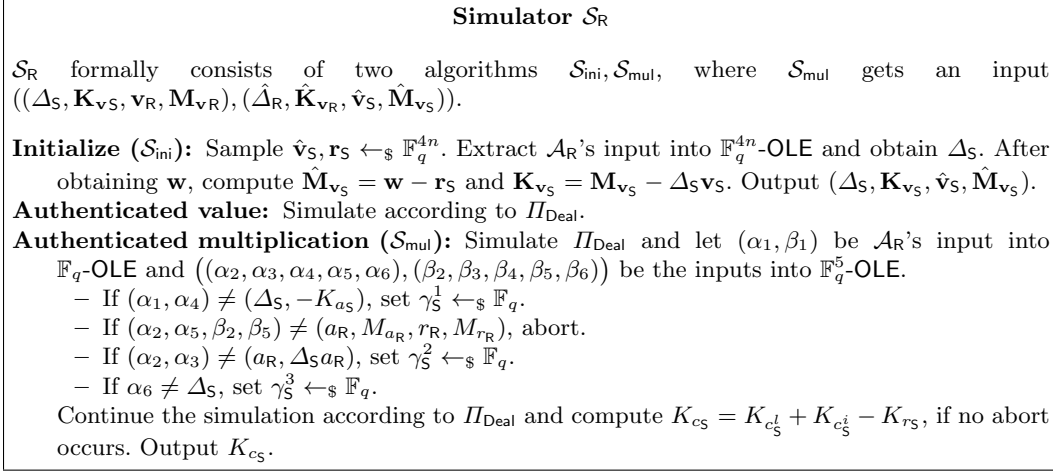 Simulator 𝒮_R
𝒮_R formally consists of two algorithms 𝒮_ini, 𝒮_mul, where 𝒮_mul gets an input
((Δ_S, K_{v_S}, v_R, M_{v_R}), (Δ̂_R, K̂_{v_R}, v̂_S, M̂_{v_S})).
Initialize (𝒮_ini): Sample v̂_S, r_S ←_$ 𝔽_q^{4n}. Extract 𝒜_R's input into 𝔽_q^{4n}-OLE and obtain Δ_S. After
obtaining w, compute M̂_{v_S} = w − r_S and K_{v_S} = M_{v_S} − Δ_S v_S. Output (Δ_S, K_{v_S}, v̂_S, M̂_{v_S}).
Authenticated value: Simulate according to Π_Deal.
Authenticated multiplication (𝒮_mul): Simulate Π_Deal and let (α_1, β_1) be 𝒜_R's input into
𝔽_q-OLE and ((α_2, α_3, α_4, α_5, α_6), (β_2, β_3, β_4, β_5, β_6)) be the inputs into 𝔽_q^5-OLE.
– If (α_1, α_4) ≠ (Δ_S, −K_{a_S}), set γ_S^1 ←_$ 𝔽_q.
– If (α_2, α_5, β_2, β_5) ≠ (a_R, M_{a_R}, r_R, M_{r_R}), abort.
– If (α_2, α_3) ≠ (a_R, Δ_S a_R), set γ_S^2 ←_$ 𝔽_q.
– If α_6 ≠ Δ_S, set γ_S^3 ←_$ 𝔽_q.
Continue the simulation according to Π_Deal and compute K_{c_S} = K_{c_S^l} + K_{c_S^i} − K_{r_S}, if no abort
occurs. Output K_{c_S}.